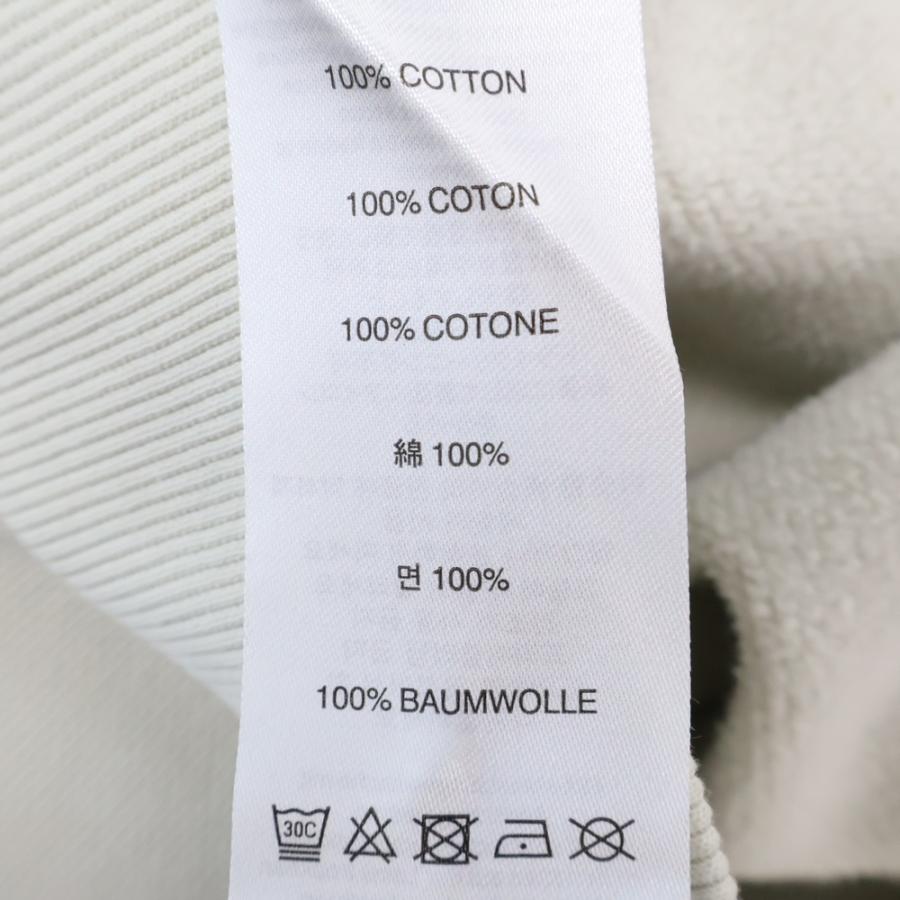 100% COTTON
100% COTON
100% COTONE
綿 100%
면 100%
100% BAUMWOLLE
30C